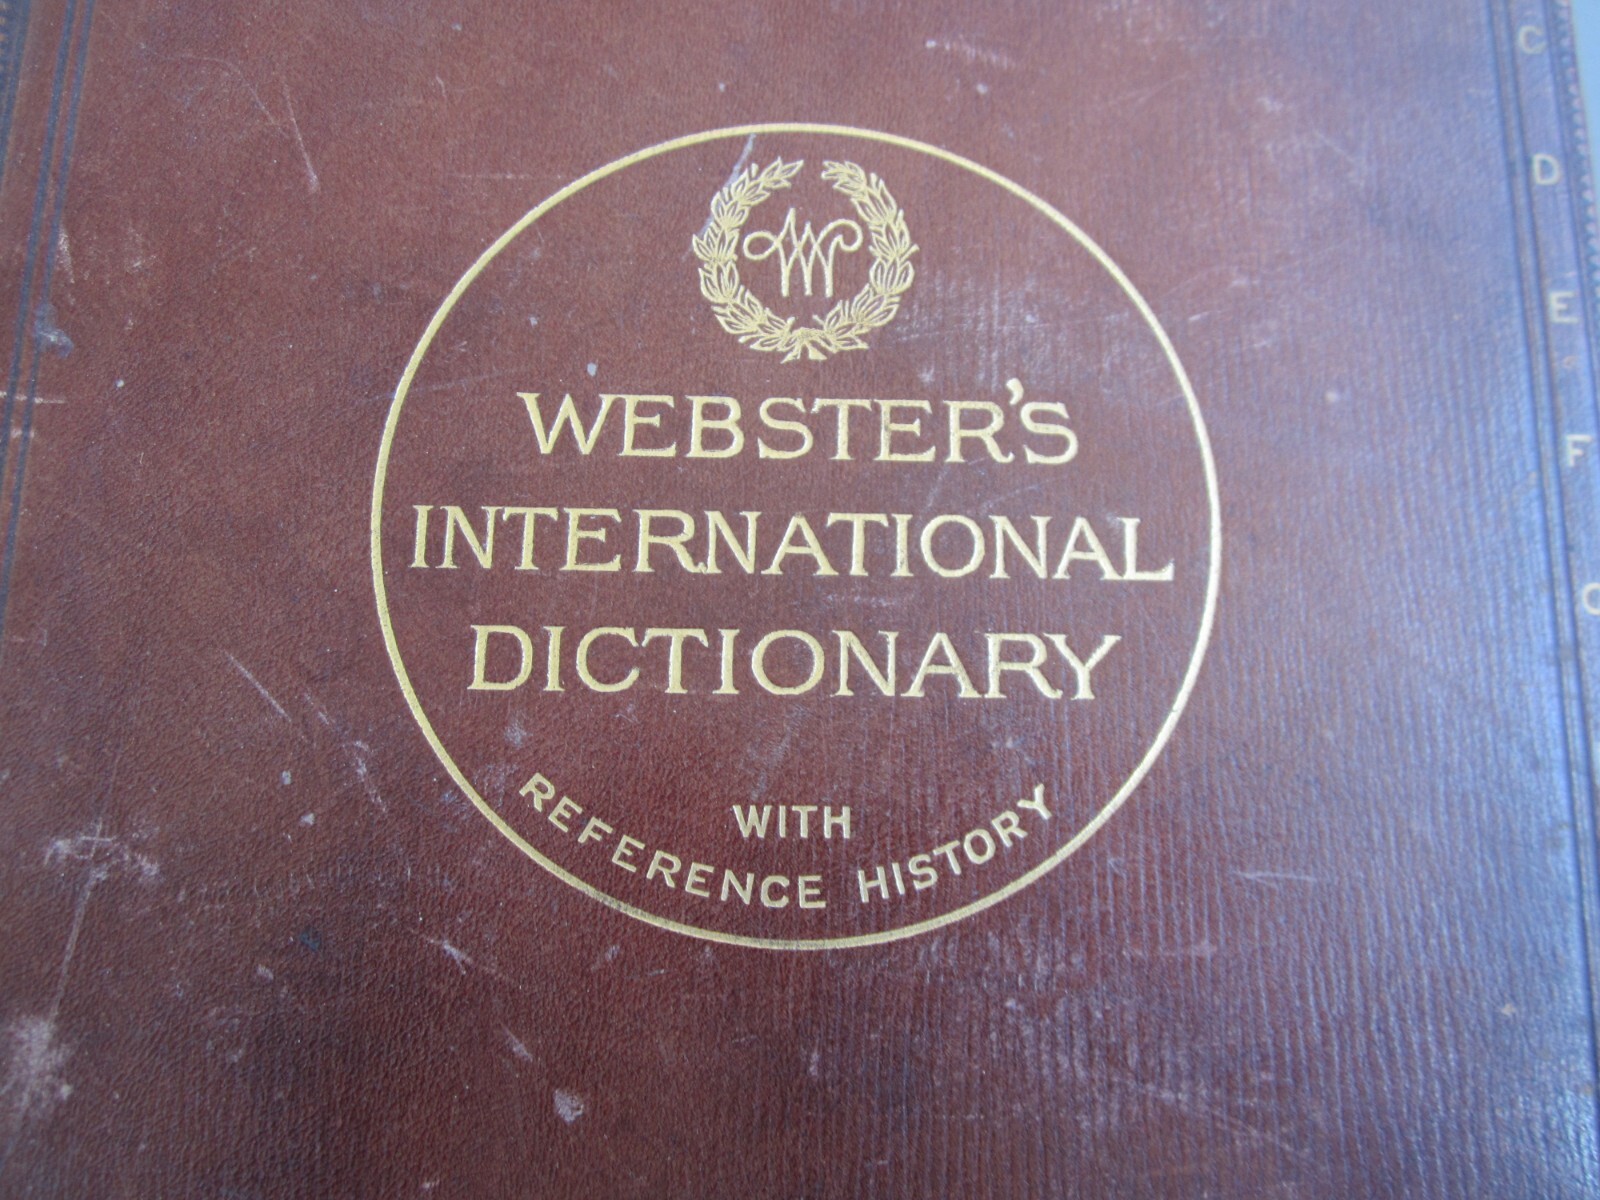 WEBSTER'S
INTERNATIONAL
DICTIONARY
WITH
REFERENCE HISTORY
C
D
E
F